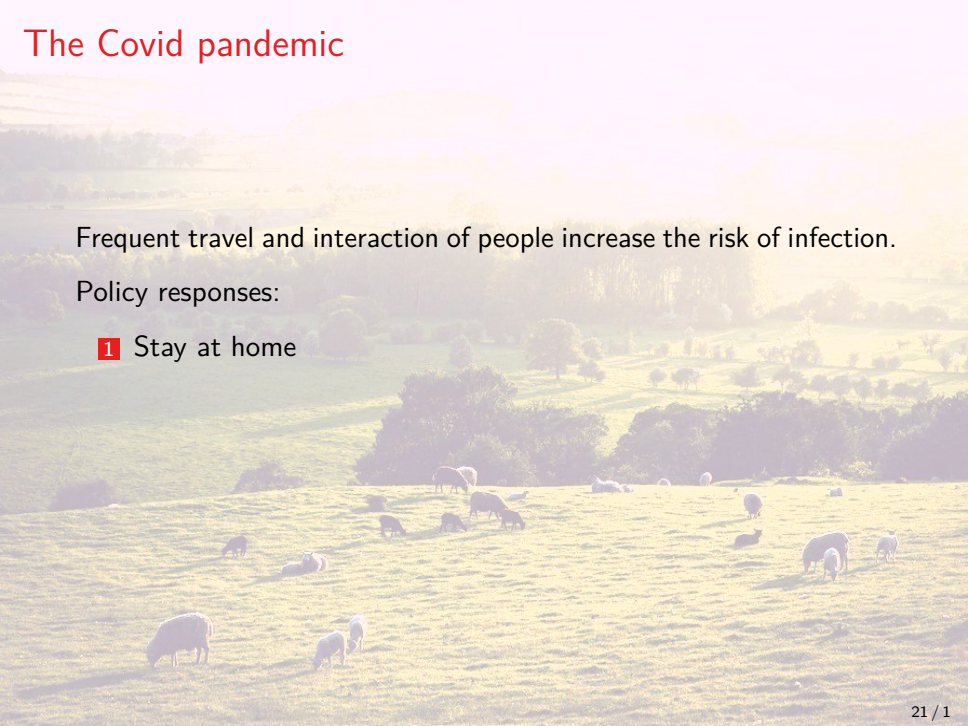 The Covid pandemic
Frequent travel and interaction of people increase the risk of infection.
Policy responses:
1 Stay at home
21 / 1